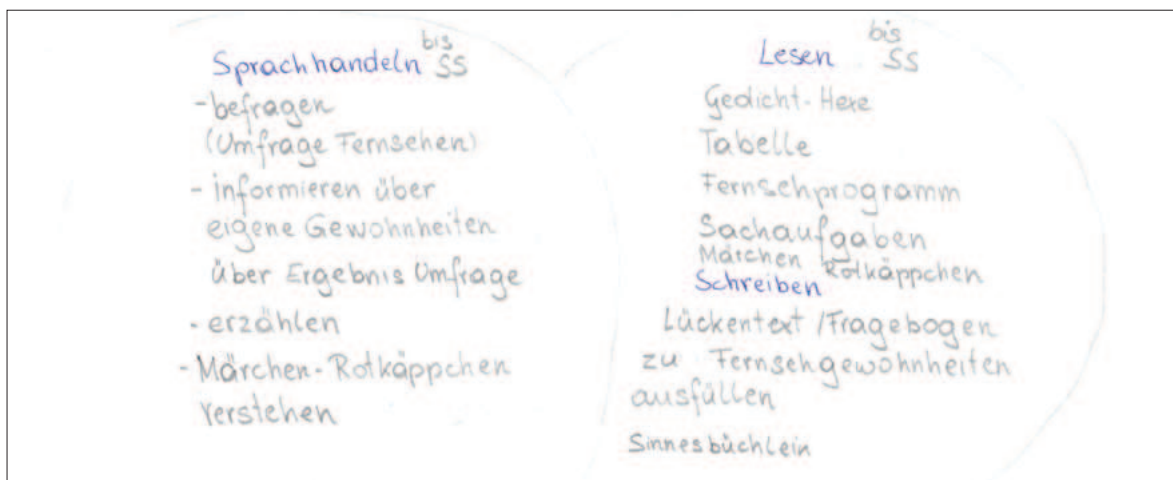 Sprachhandeln bis SS
- befragen
(Umfrage Fernsehen)
- informieren über
eigene Gewohnheiten
über Ergebnis Umfrage
- erzählen
- Märchen-Rotkäppchen
verstehen
Lesen bis SS
Gedicht-Hexe
Tabelle
Fernsehprogramm
Sachaufgaben
Märchen Rotkäppchen
Schreiben
Lückentext/Fragebogen
zu Fernsehgewohnheiten
ausfüllen
Sinnesbüchlein